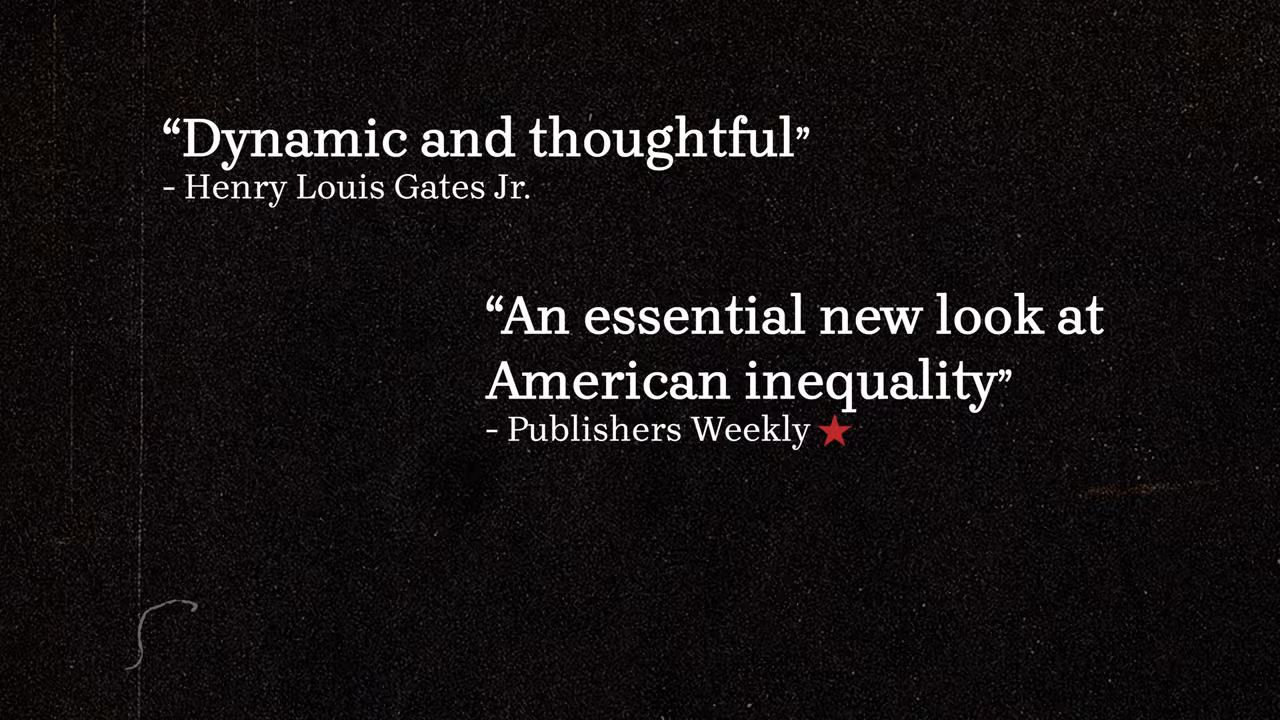 “Dynamic and thoughtful”
- Henry Louis Gates Jr.
“An essential new look at
American inequality”
- Publishers Weekly